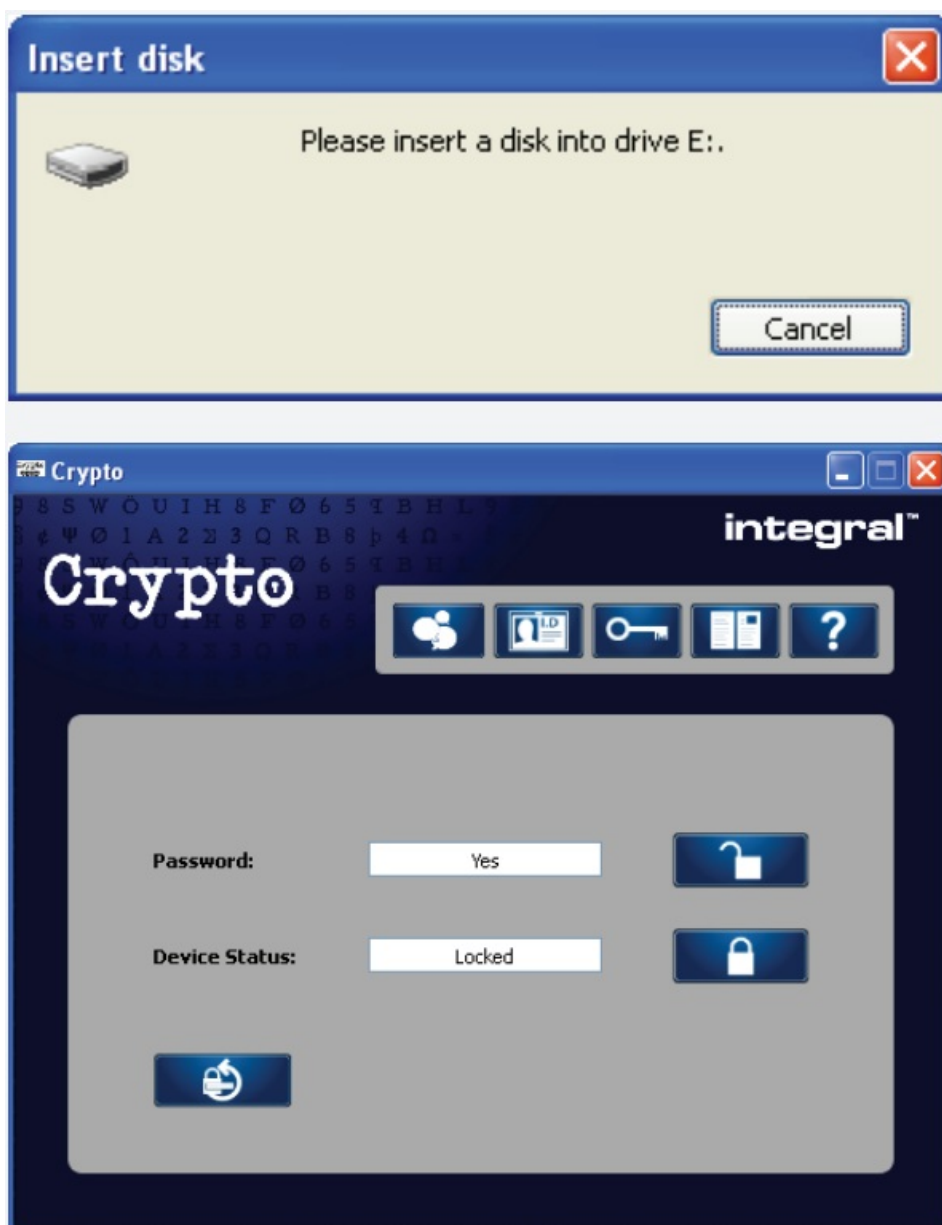 Insert disk
Please insert a disk into drive E:.
Cancel
Crypto
integral™
Crypto
I.D
?
Password: Yes
Device Status: Locked